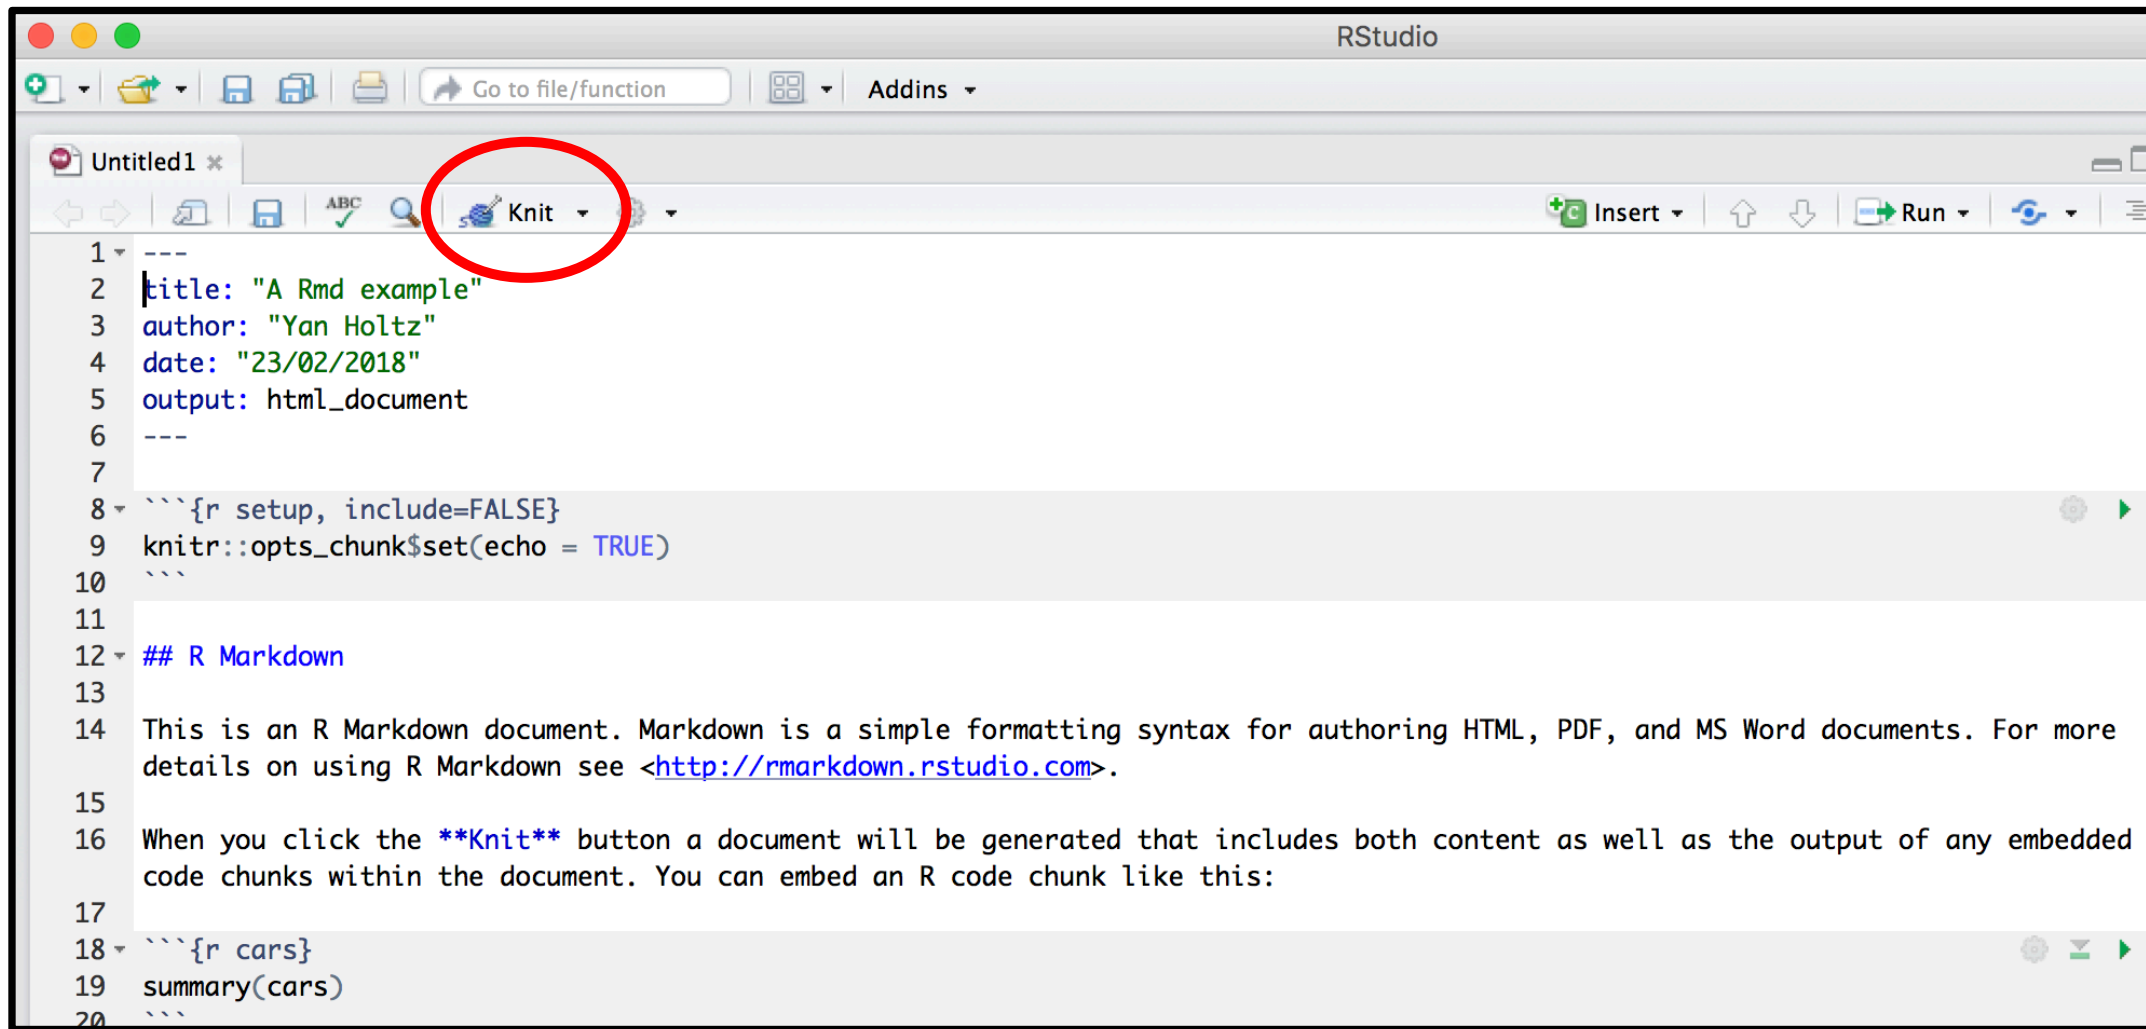 RStudio
Go to file/function
Addins
Untitled1
ABC
Knit
C Insert
Run
1 ---
2 title: "A Rmd example"
3 author: "Yan Holtz"
4 date: "23/02/2018"
5 output: html_document
6 ---
7
8 ```{r setup, include=FALSE}
9 knitr::opts_chunk$set(echo = TRUE)
10 ```
11
12 ## R Markdown
13
14 This is an R Markdown document. Markdown is a simple formatting syntax for authoring HTML, PDF, and MS Word documents. For more
details on using R Markdown see <http://rmarkdown.rstudio.com>.
15
16 When you click the **Knit** button a document will be generated that includes both content as well as the output of any embedded
code chunks within the document. You can embed an R code chunk like this:
17
18 ```{r cars}
19 summary(cars)
20 ```